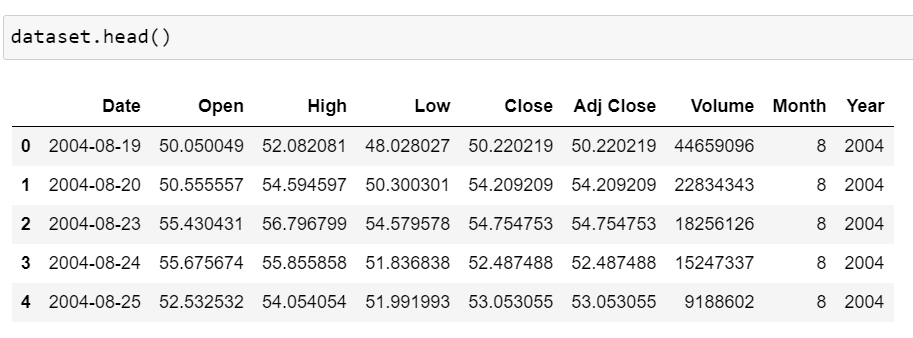 dataset.head()
Date Open High Low Close Adj Close Volume Month Year
0 2004-08-19 50.050049 52.082081 48.028027 50.220219 50.220219 44659096 8 2004
1 2004-08-20 50.555557 54.594597 50.300301 54.209209 54.209209 22834343 8 2004
2 2004-08-23 55.430431 56.796799 54.579578 54.754753 54.754753 18256126 8 2004
3 2004-08-24 55.675674 55.855858 51.836838 52.487488 52.487488 15247337 8 2004
4 2004-08-25 52.532532 54.054054 51.991993 53.053055 53.053055 9188602 8 2004